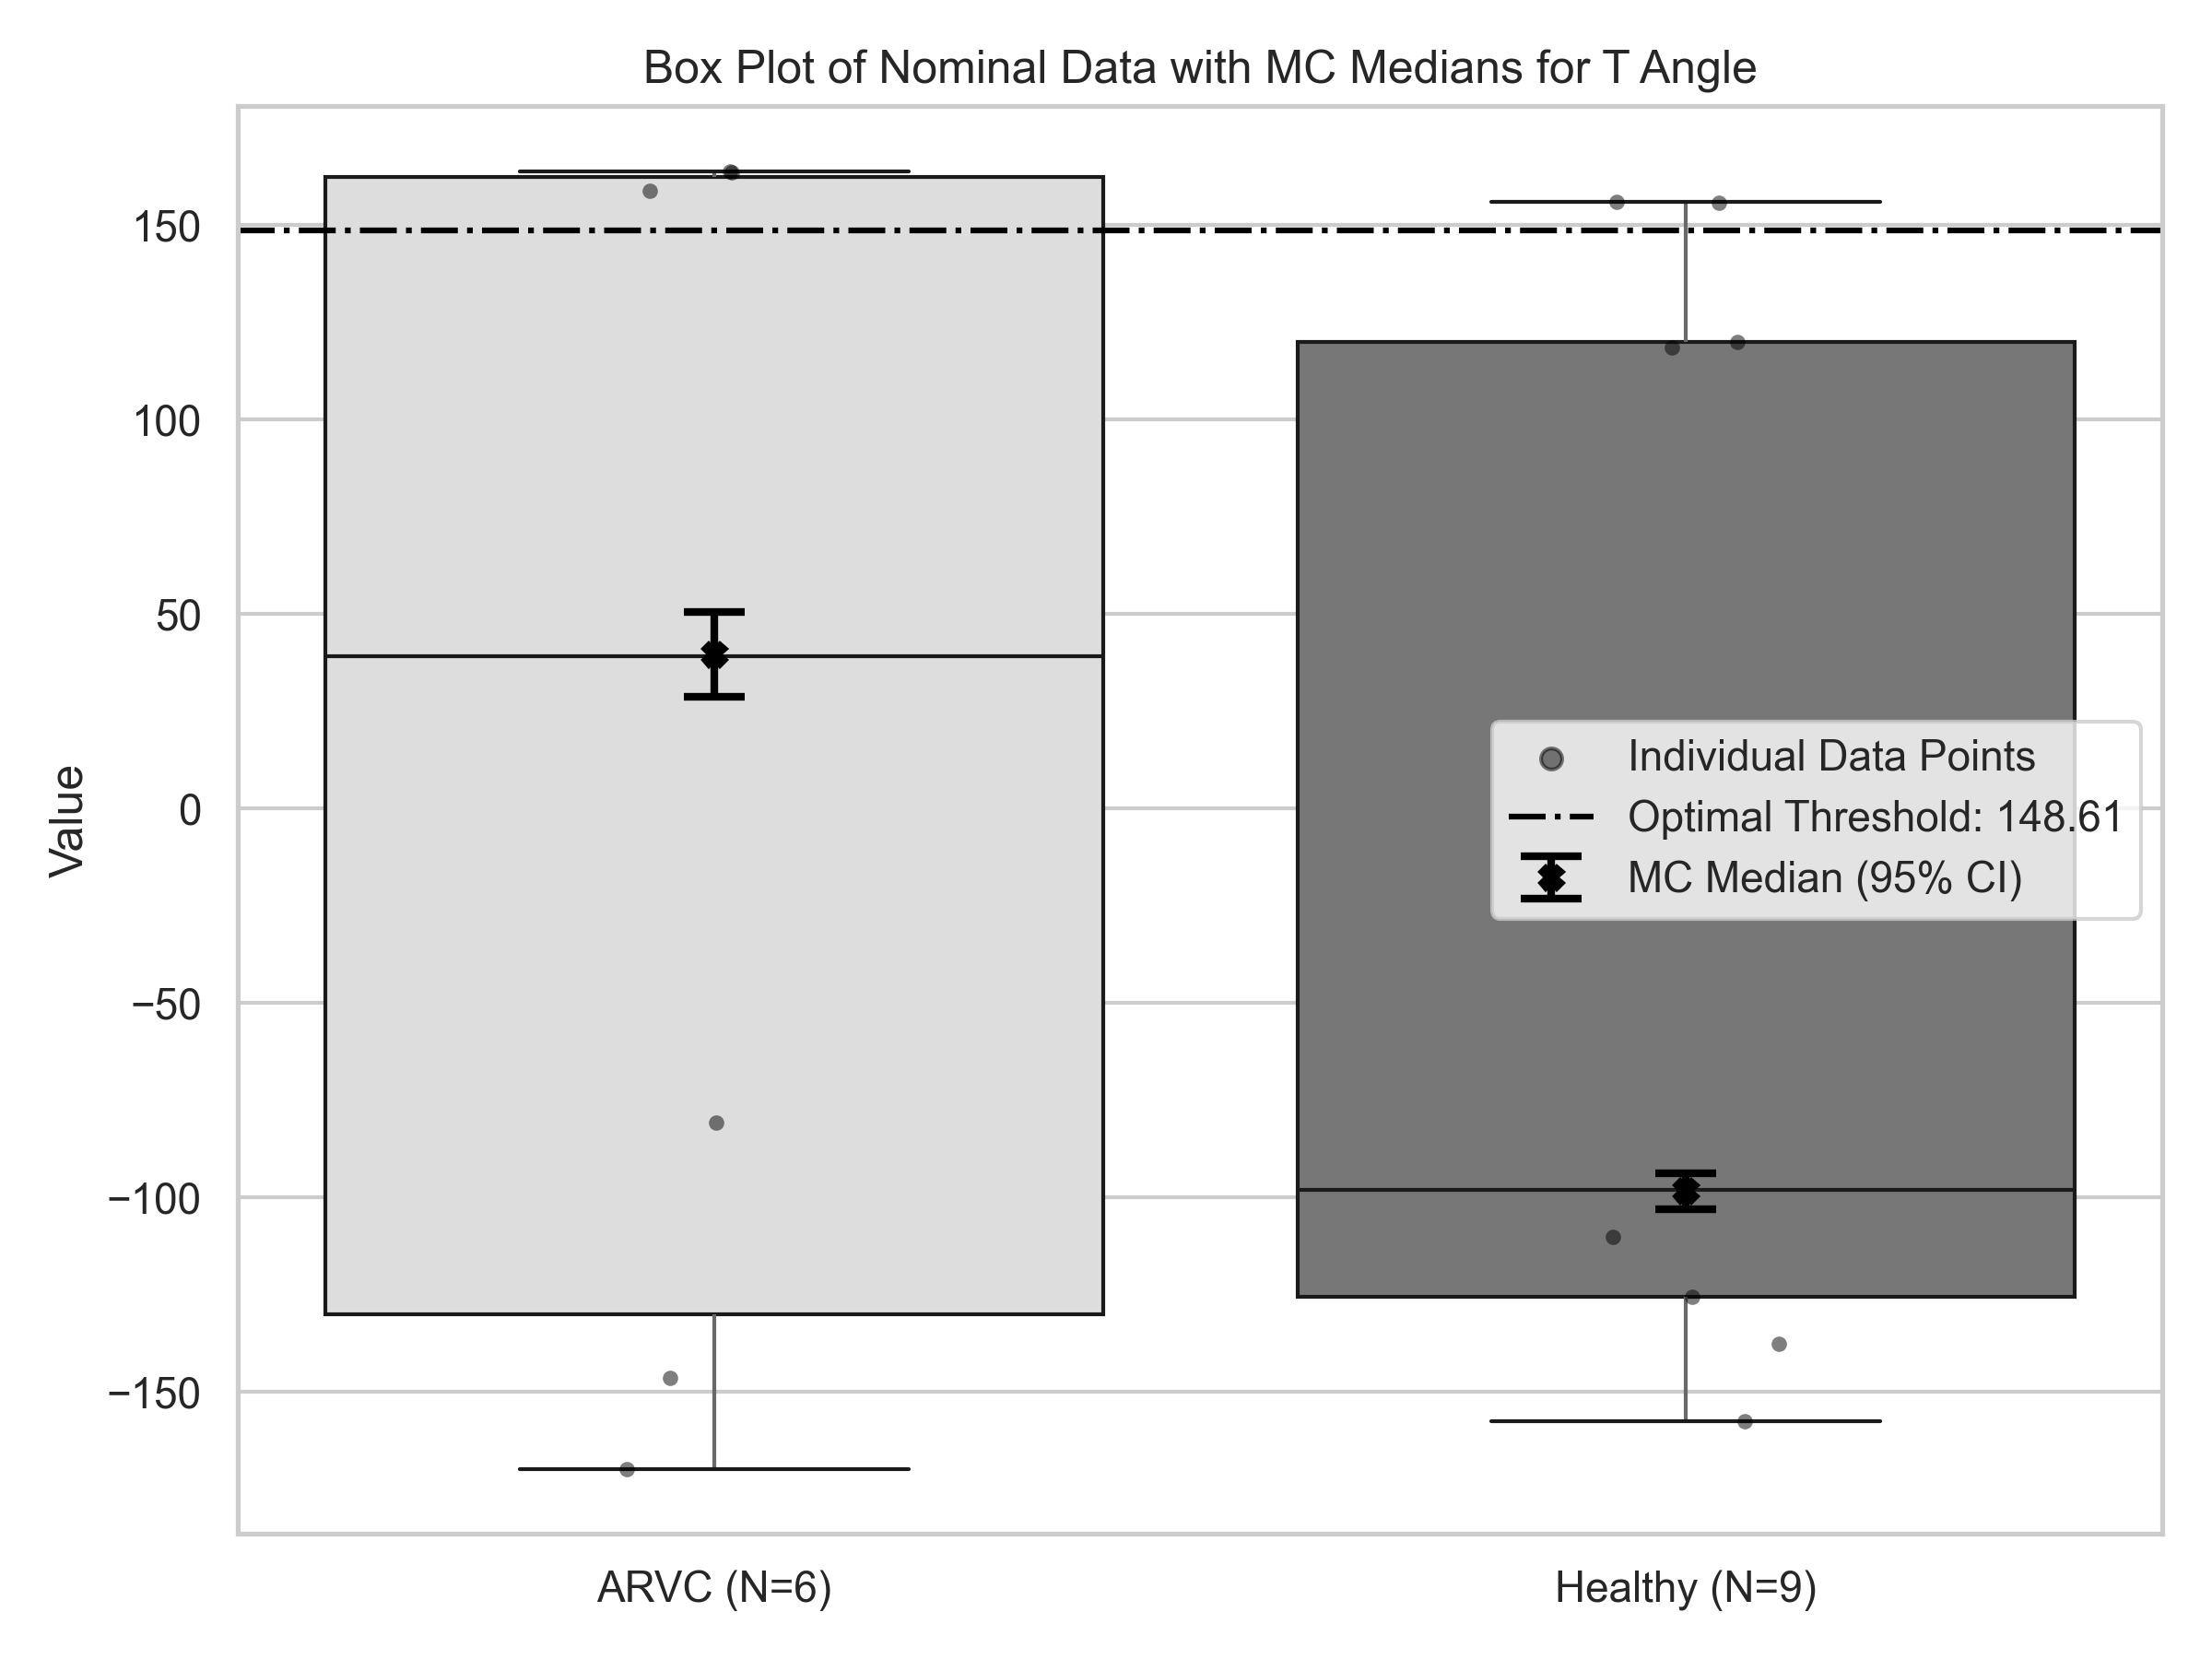 Box Plot of Nominal Data with MC Medians for T Angle
Value
150
100
50
0
−50
−100
−150
Individual Data Points
Optimal Threshold: 148.61
MC Median (95% CI)
ARVC (N=6)
Healthy (N=9)